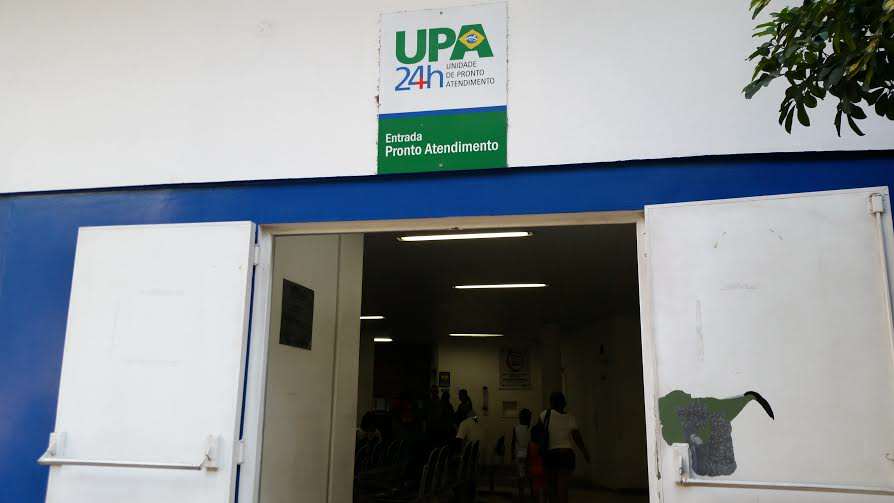 UPA
24h
UNIDADE
DE PRONTO
ATENDIMENTO
Entrada
Pronto Atendimento